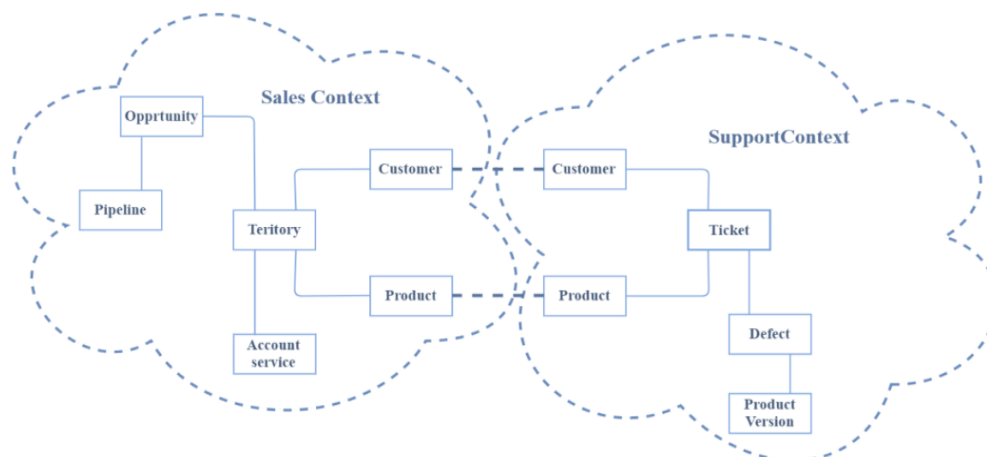 Sales Context
Opprtunity
Pipeline
Teritory
Customer
Product
Account
service
SupportContext
Customer
Product
Ticket
Defect
Product
Version